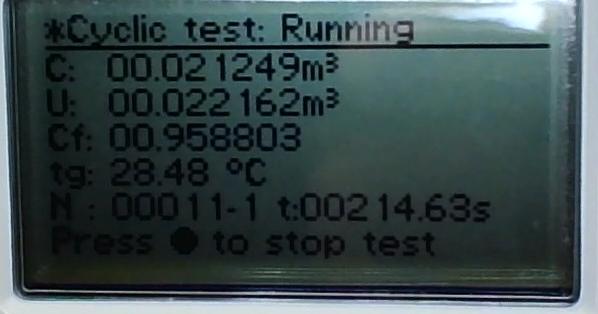 *Cyclic test: Running
C: 00.021249m³
U: 00.022162m³
Cf: 00.958803
tg: 28.48 °C
N : 00011-1 t:00214.63s
Press ● to stop test